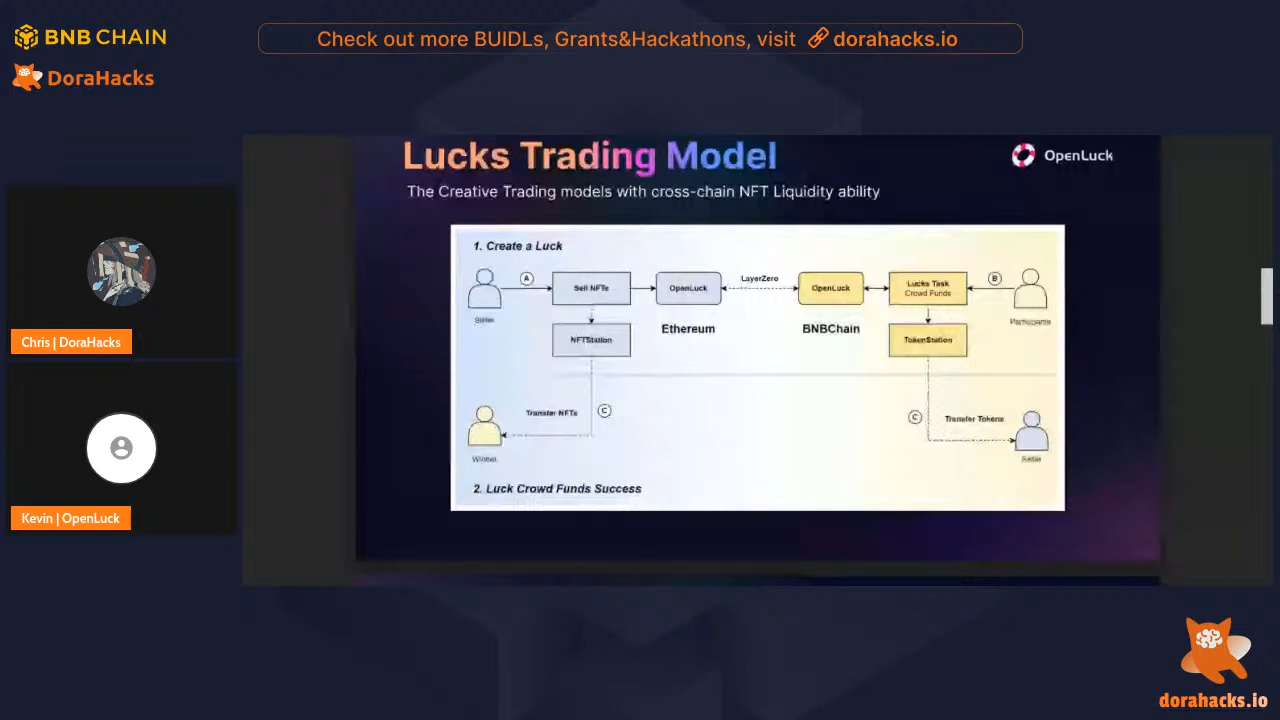 BNB CHAIN
DoraHacks
Check out more BUIDLs, Grants&Hackathons, visit dorahacks.io
Chris | DoraHacks
Kevin | OpenLuck
Lucks Trading Model
OpenLuck
The Creative Trading models with cross-chain NFT Liquidity ability
1. Create a Luck
A
Sell NFTs
OpenLuck
LayerZero
OpenLuck
Lucks Task
Crowd Funds
B
Seller
Ethereum
BNBChain
Participants
NFTStation
TokenStation
Transfer NFTs
C
C
Transfer Tokens
Winner
Seller
2. Luck Crowd Funds Success
dorahacks.io